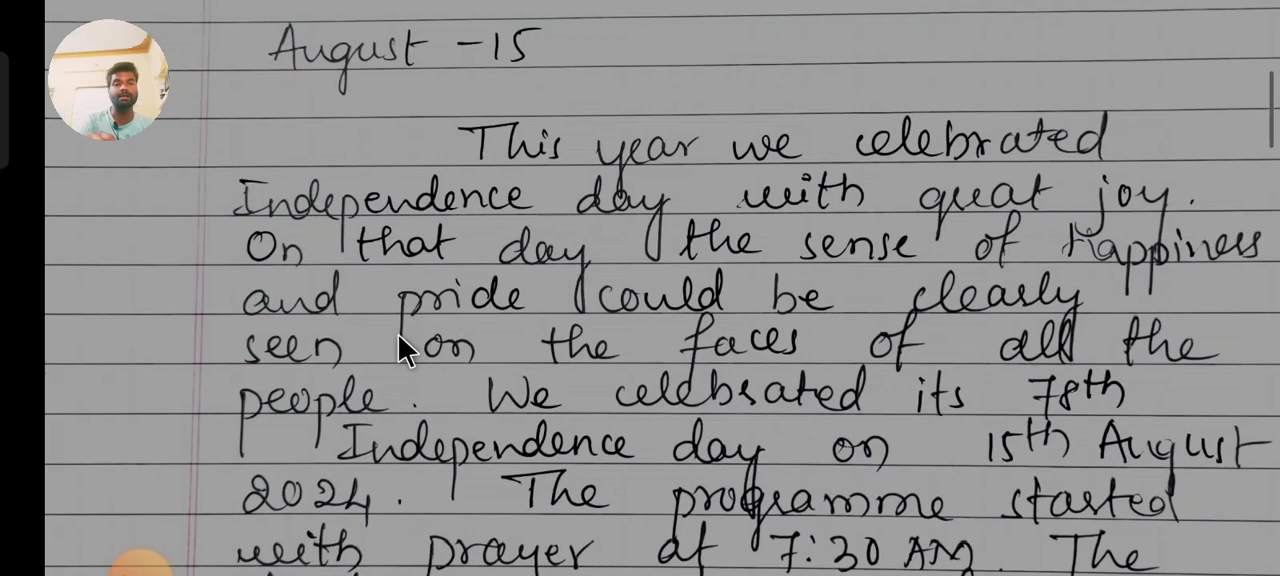 August - 15
This year we celebrated
Independence day with great joy.
On that day the sense of Happiness
and pride could be clearly
seen on the faces of all the
people. We celebrated its 78th
Independence day on 15th August
2024. The programme started
with prayer at 7:30 AM. The